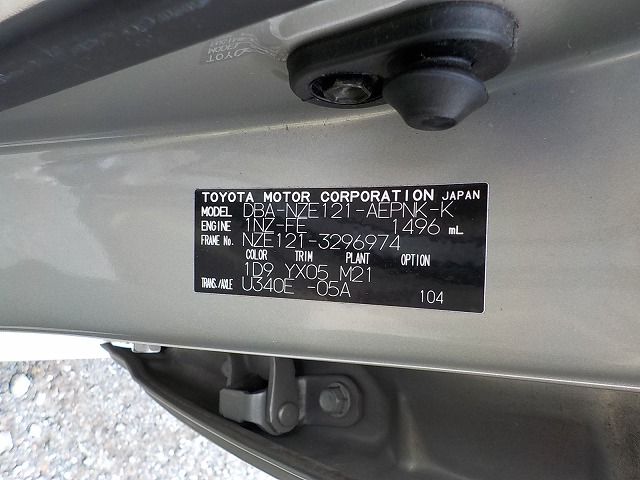 TOYOTA MOTOR CORPORATION JAPAN
MODEL DBA-NZE121-AEPNK-K
ENGINE 1NZ-FE 1496 mL
FRAME No. NZE121-3296974
COLOR TRIM PLANT OPTION
1D9 YX05 M21
TRANS./AXLE U340E -05A
104